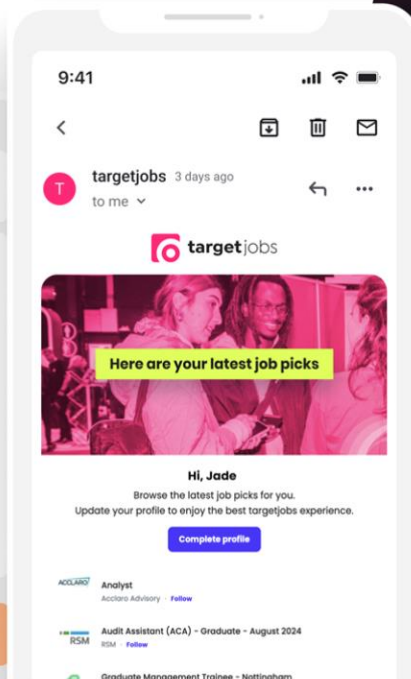 9:41
T
targetjobs 3 days ago
to me
targetjobs
Here are your latest job picks
Hi, Jade
Browse the latest job picks for you.
Update your profile to enjoy the best targetjobs experience.
Complete profile
ACCLARO
Analyst
Acclaro Advisory · Follow
RSM
Audit Assistant (ACA) - Graduate - August 2024
RSM · Follow
Graduate Management Trainee - Nottingham